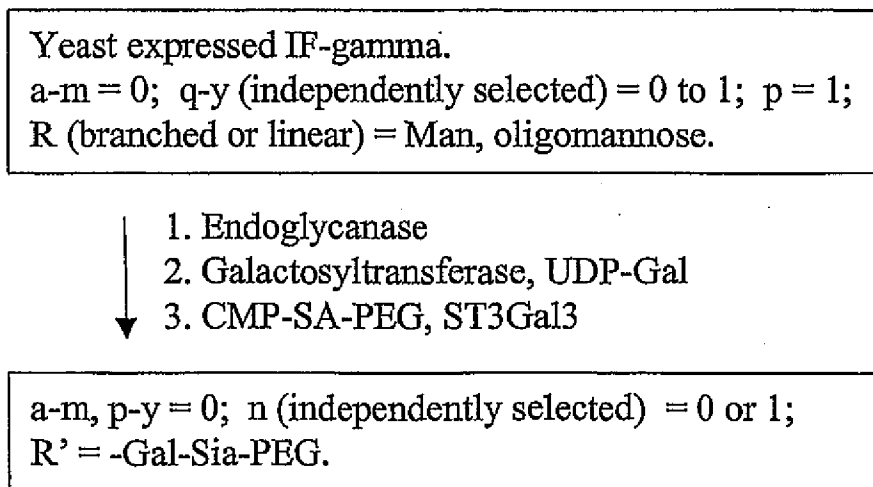 Yeast expressed IF-gamma.
a-m = 0; q-y (independently selected) = 0 to 1; p = 1;
R (branched or linear) = Man, oligomannose.
1. Endoglycanase
2. Galactosyltransferase, UDP-Gal
3. CMP-SA-PEG, ST3Gal3
a-m, p-y = 0; n (independently selected) = 0 or 1;
R’ = -Gal-Sia-PEG.